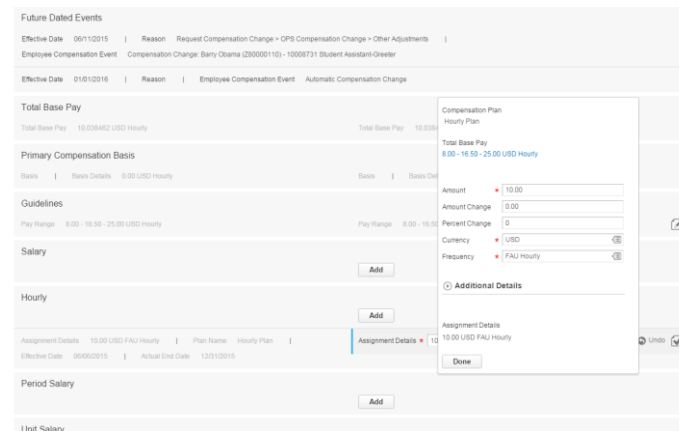 Future Dated Events
Effective Date 06/11/2015 | Reason Request Compensation Change > OPS Compensation Change > Other Adjustments |
Employee Compensation Event Compensation Change: Barry Obama (Z80000110) - 10008731 Student Assistant-Greeter
Effective Date 01/01/2016 | Reason | Employee Compensation Event Automatic Compensation Change
Total Base Pay
Total Base Pay 10.038462 USD Hourly
Total Base Pay 10.038
Primary Compensation Basis
Basis | Basis Details 0.00 USD Hourly
Basis | Basis Det
Guidelines
Pay Range 8.00 - 16.50 - 25.00 USD Hourly
Pay Range 8.00 - 16.50
Salary
Add
Hourly
Add
Assignment Details 10.00 USD FAU Hourly | Plan Name Hourly Plan |
Effective Date 06/06/2015 | Actual End Date 12/31/2015
Assignment Details * 10
Undo
Period Salary
Add
Unit Salary
Compensation Plan
Hourly Plan
Total Base Pay
8.00 - 16.50 - 25.00 USD Hourly
Amount * 10.00
Amount Change 0.00
Percent Change 0
Currency * USD
Frequency * FAU Hourly
Additional Details
Assignment Details
10.00 USD FAU Hourly
Done